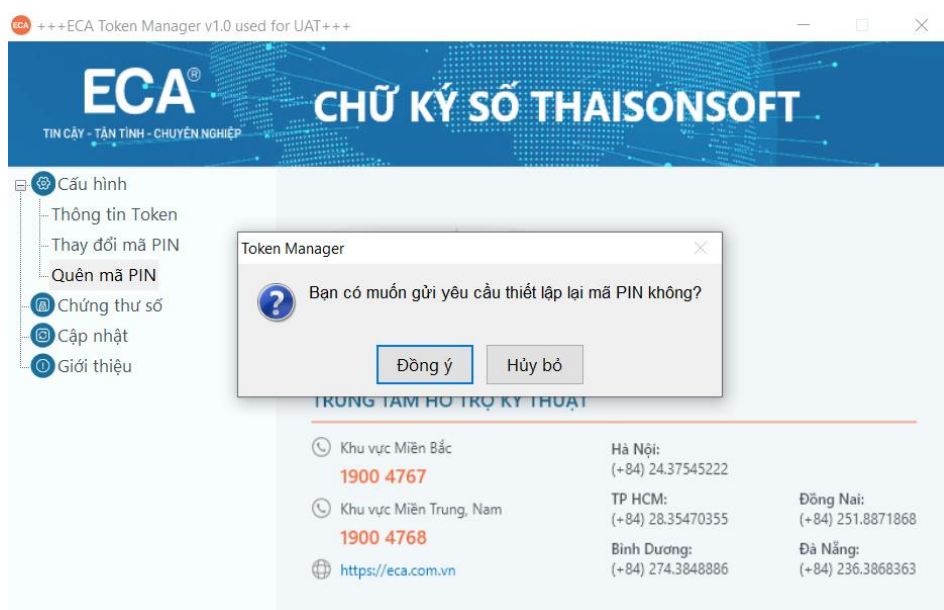 ECA +++ECA Token Manager v1.0 used for UAT+++
ECA®
TIN CẬY - TẬN TÌNH - CHUYÊN NGHIỆP
CHỮ KÝ SỐ THAISONSOFT
Cấu hình
Thông tin Token
Thay đổi mã PIN
Quên mã PIN
Chứng thư số
Cập nhật
Giới thiệu
Token Manager
Bạn có muốn gửi yêu cầu thiết lập lại mã PIN không?
Đồng ý
Hủy bỏ
TRUNG TÂM HỖ TRỢ KỸ THUẬT
Khu vực Miền Bắc
1900 4767
Khu vực Miền Trung, Nam
1900 4768
https://eca.com.vn
Hà Nội:
(+84) 24.37545222
TP HCM:
(+84) 28.35470355
Bình Dương:
(+84) 274.3848886
Đồng Nai:
(+84) 251.8871868
Đà Nẵng:
(+84) 236.3868363